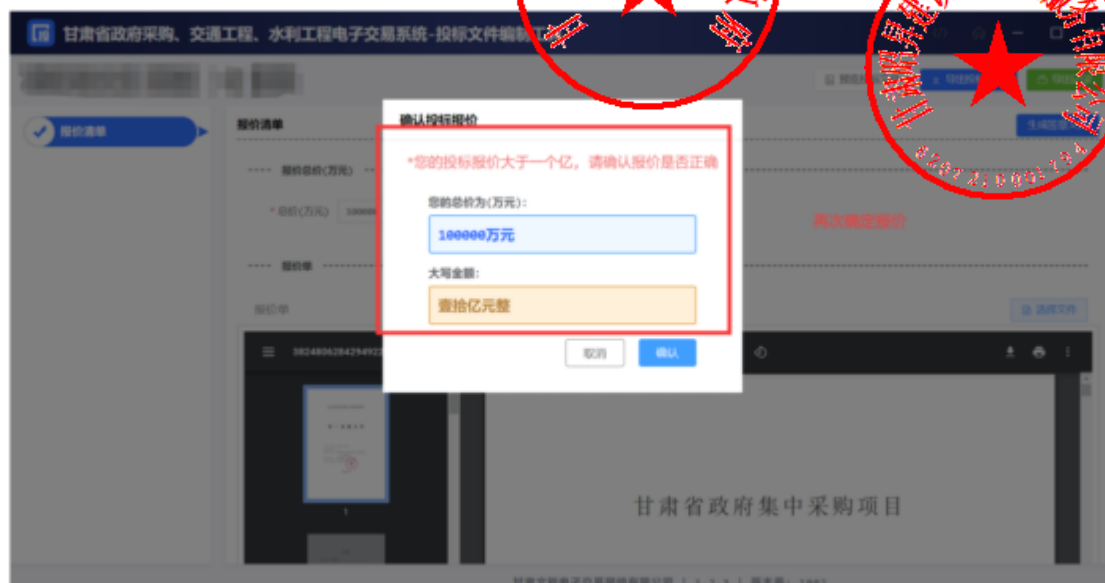 甘肃省政府采购、交通工程、水利工程电子交易系统-投标文件编制工
报价清单
报价清单
确认投标报价
*您的投标报价大于一个亿，请确认报价是否正确
报价总价(万元)
您的总价为(万元):
*总价(万元)
100000万元
再次确定报价
报价单
大写金额:
壹拾亿元整
报价单
选择文件
取消
确认
1
甘肃省政府集中采购项目